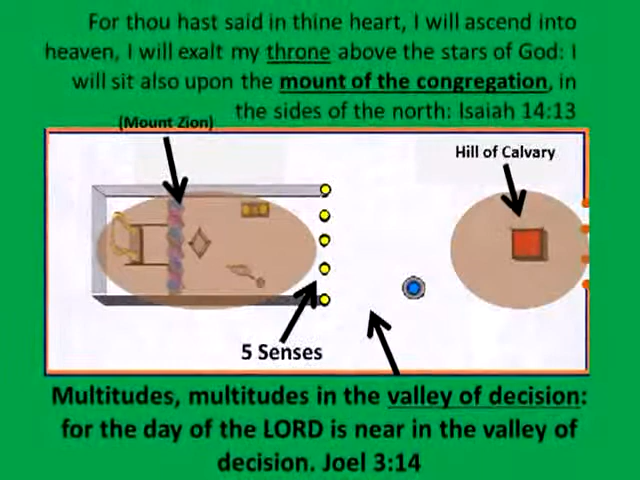 For thou hast said in thine heart, I will ascend into
heaven, I will exalt my throne above the stars of God: I
will sit also upon the mount of the congregation, in
the sides of the north: Isaiah 14:13
(Mount Zion)
Hill of Calvary
5 Senses
Multitudes, multitudes in the valley of decision:
for the day of the LORD is near in the valley of
decision. Joel 3:14